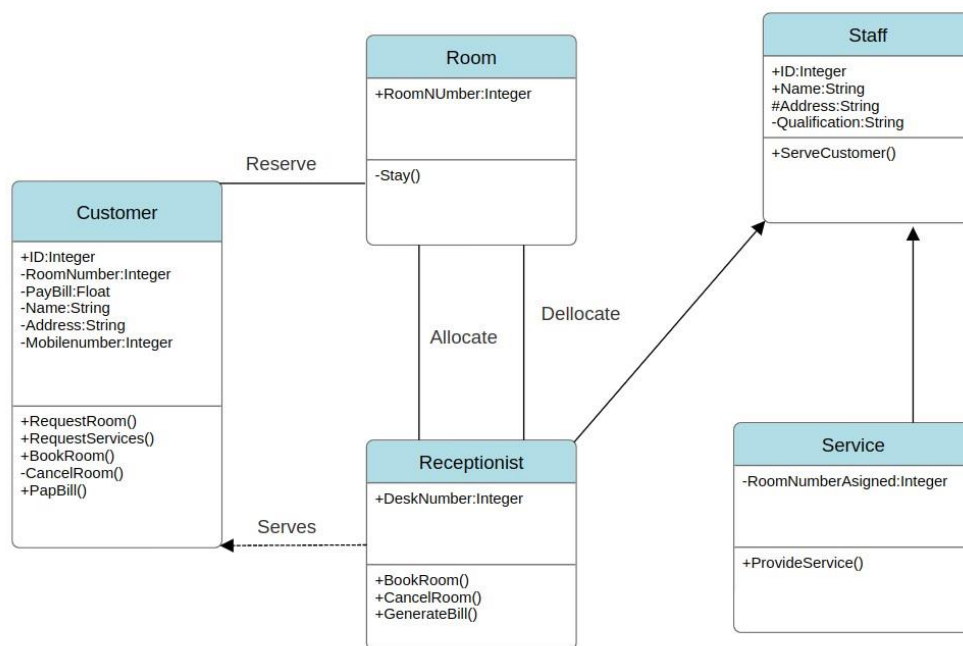 Room
+RoomNUmber:Integer
-Stay()
Staff
+ID:Integer
+Name:String
#Address:String
-Qualification:String
+ServeCustomer()
Reserve
Customer
+ID:Integer
-RoomNumber:Integer
-PayBill:Float
-Name:String
-Address:String
-Mobilenumber:Integer
+RequestRoom()
+RequestServices()
+BookRoom()
-CancelRoom()
+PapBill()
Allocate
Dellocate
Serves
Receptionist
+DeskNumber:Integer
+BookRoom()
+CancelRoom()
+GenerateBill()
Service
-RoomNumberAsigned:Integer
+ProvideService()